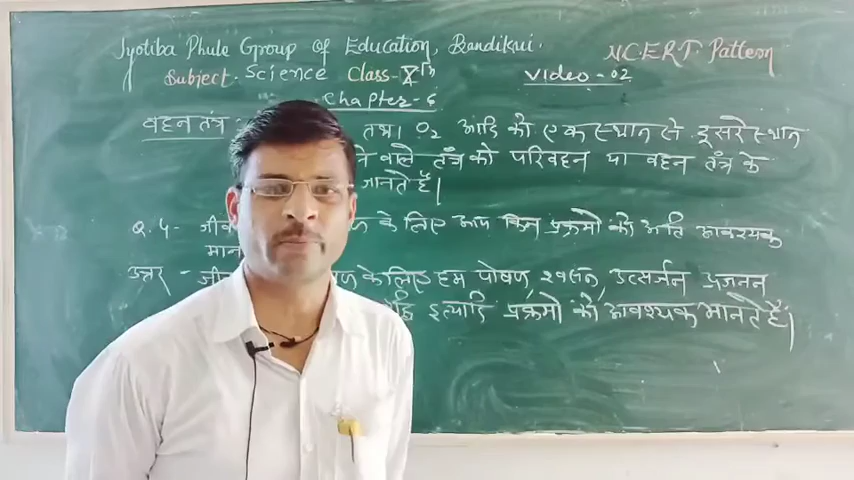 Jyotiba Phule Group of Education, Bandikui.
N.C.E.R.T. Pattern
Subject. Science Class-Xth
Video-02
Chapter-6
वहन तंत्र - तथा O₂ आदि को एक स्थान से दूसरे स्थान
वाले तंत्र को परिवहन या वहन तंत्र के
जानते हैं।
Q.4- के लिए आप किन प्रक्रमों को अति आवश्यक
उत्तर - के लिए हम पोषण, श्वसन, उत्सर्जन प्रजनन
इत्यादि प्रक्रमों को आवश्यक मानते हैं।